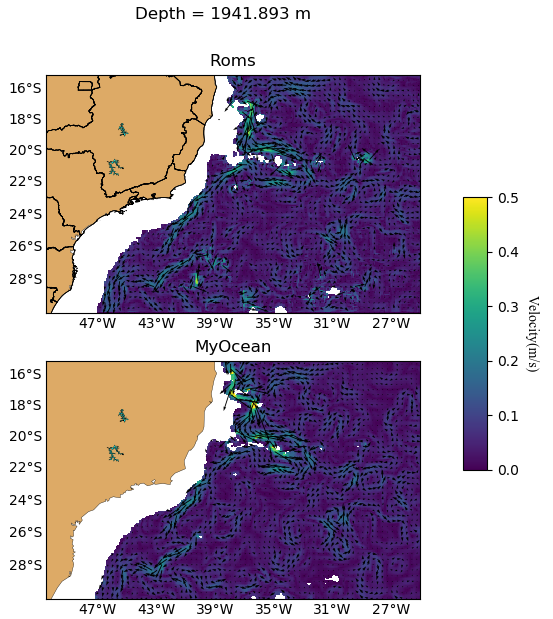 Depth = 1941.893 m
Roms
16°S
18°S
20°S
22°S
24°S
26°S
28°S
47°W 43°W 39°W 35°W 31°W 27°W
MyOcean
16°S
18°S
20°S
22°S
24°S
26°S
28°S
47°W 43°W 39°W 35°W 31°W 27°W
0.5
0.4
0.3
0.2
0.1
0.0
Velocity(m/s)